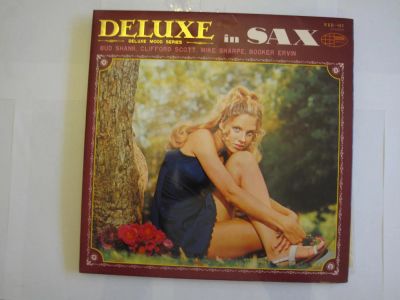 DELUXE in SAX
DELUXE MOOD SERIES
BUD SHANK, CLIFFORD SCOTT, MIKE SHARPE, BOOKER ERVIN